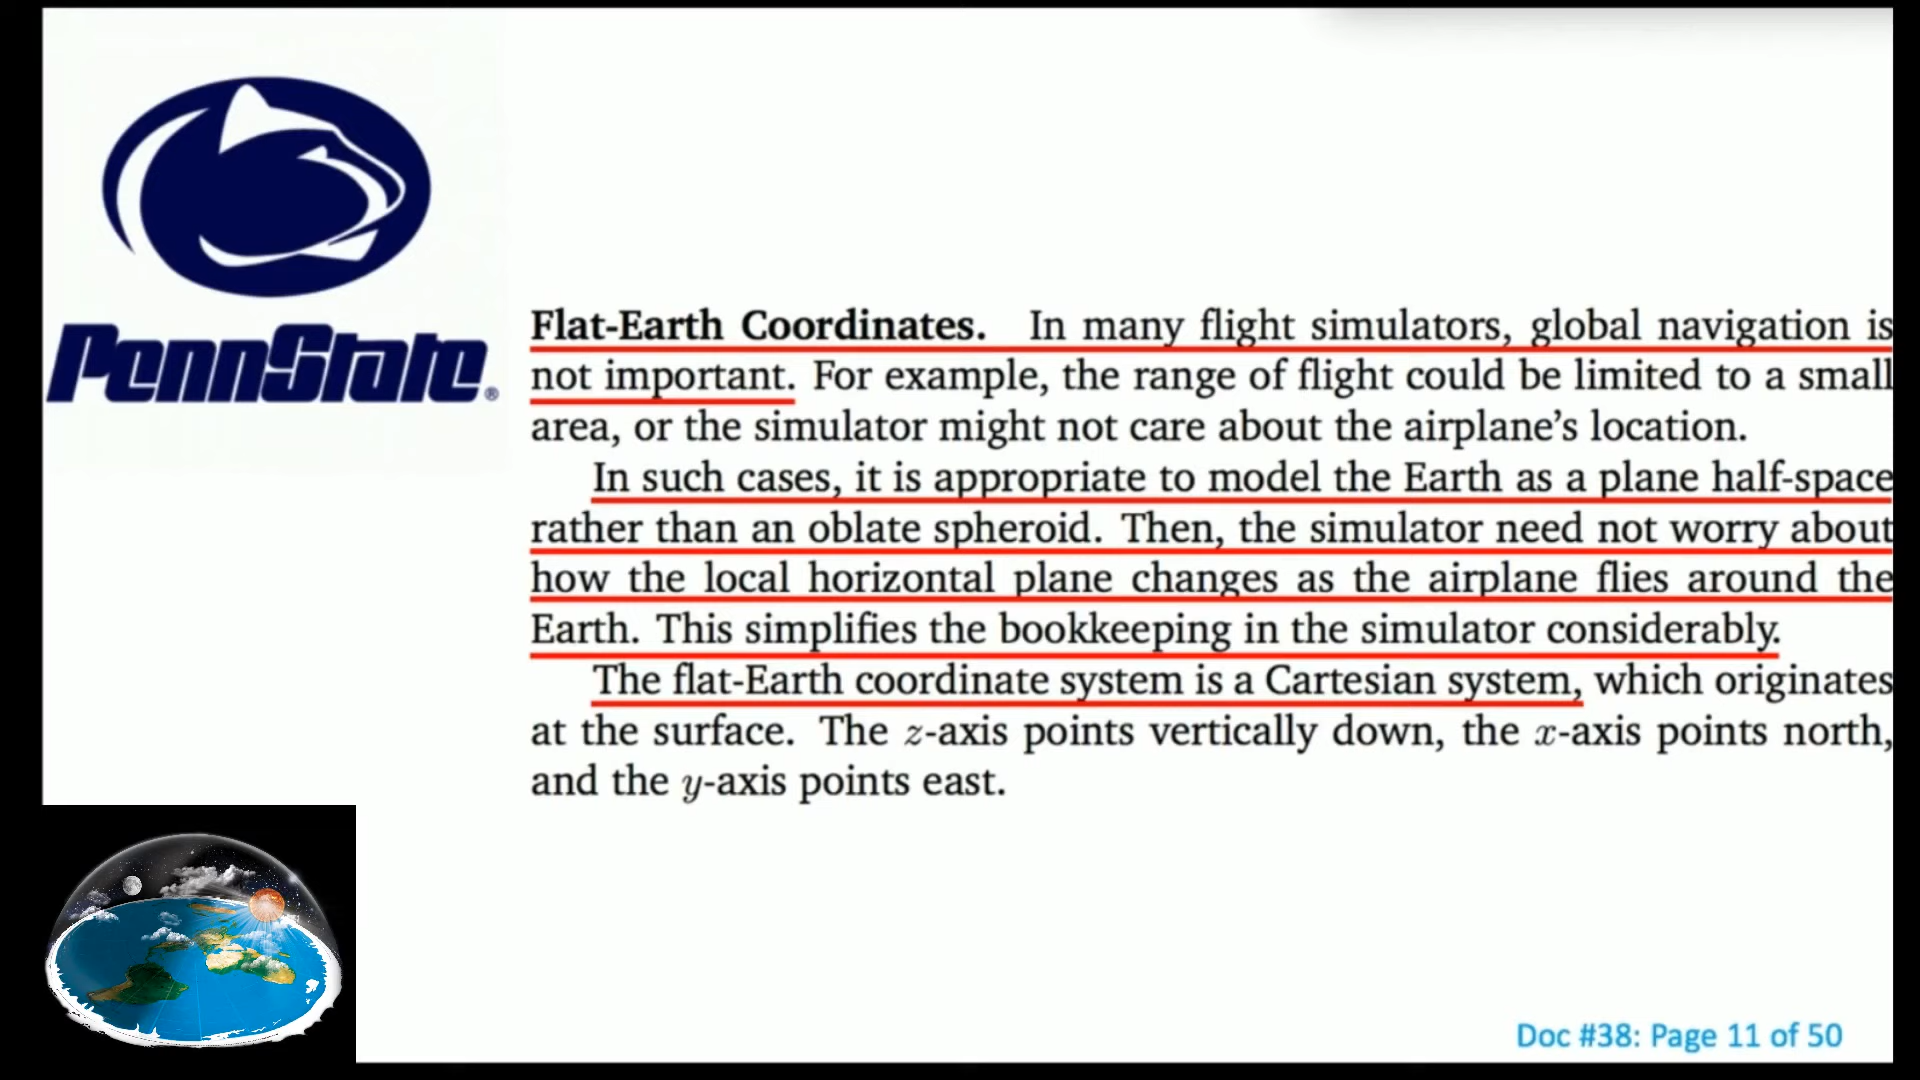 PennState®
Flat-Earth Coordinates. In many flight simulators, global navigation is
not important. For example, the range of flight could be limited to a small
area, or the simulator might not care about the airplane’s location.
In such cases, it is appropriate to model the Earth as a plane half-space
rather than an oblate spheroid. Then, the simulator need not worry about
how the local horizontal plane changes as the airplane flies around the
Earth. This simplifies the bookkeeping in the simulator considerably.
The flat-Earth coordinate system is a Cartesian system, which originates
at the surface. The z-axis points vertically down, the x-axis points north,
and the y-axis points east.
Doc #38: Page 11 of 50